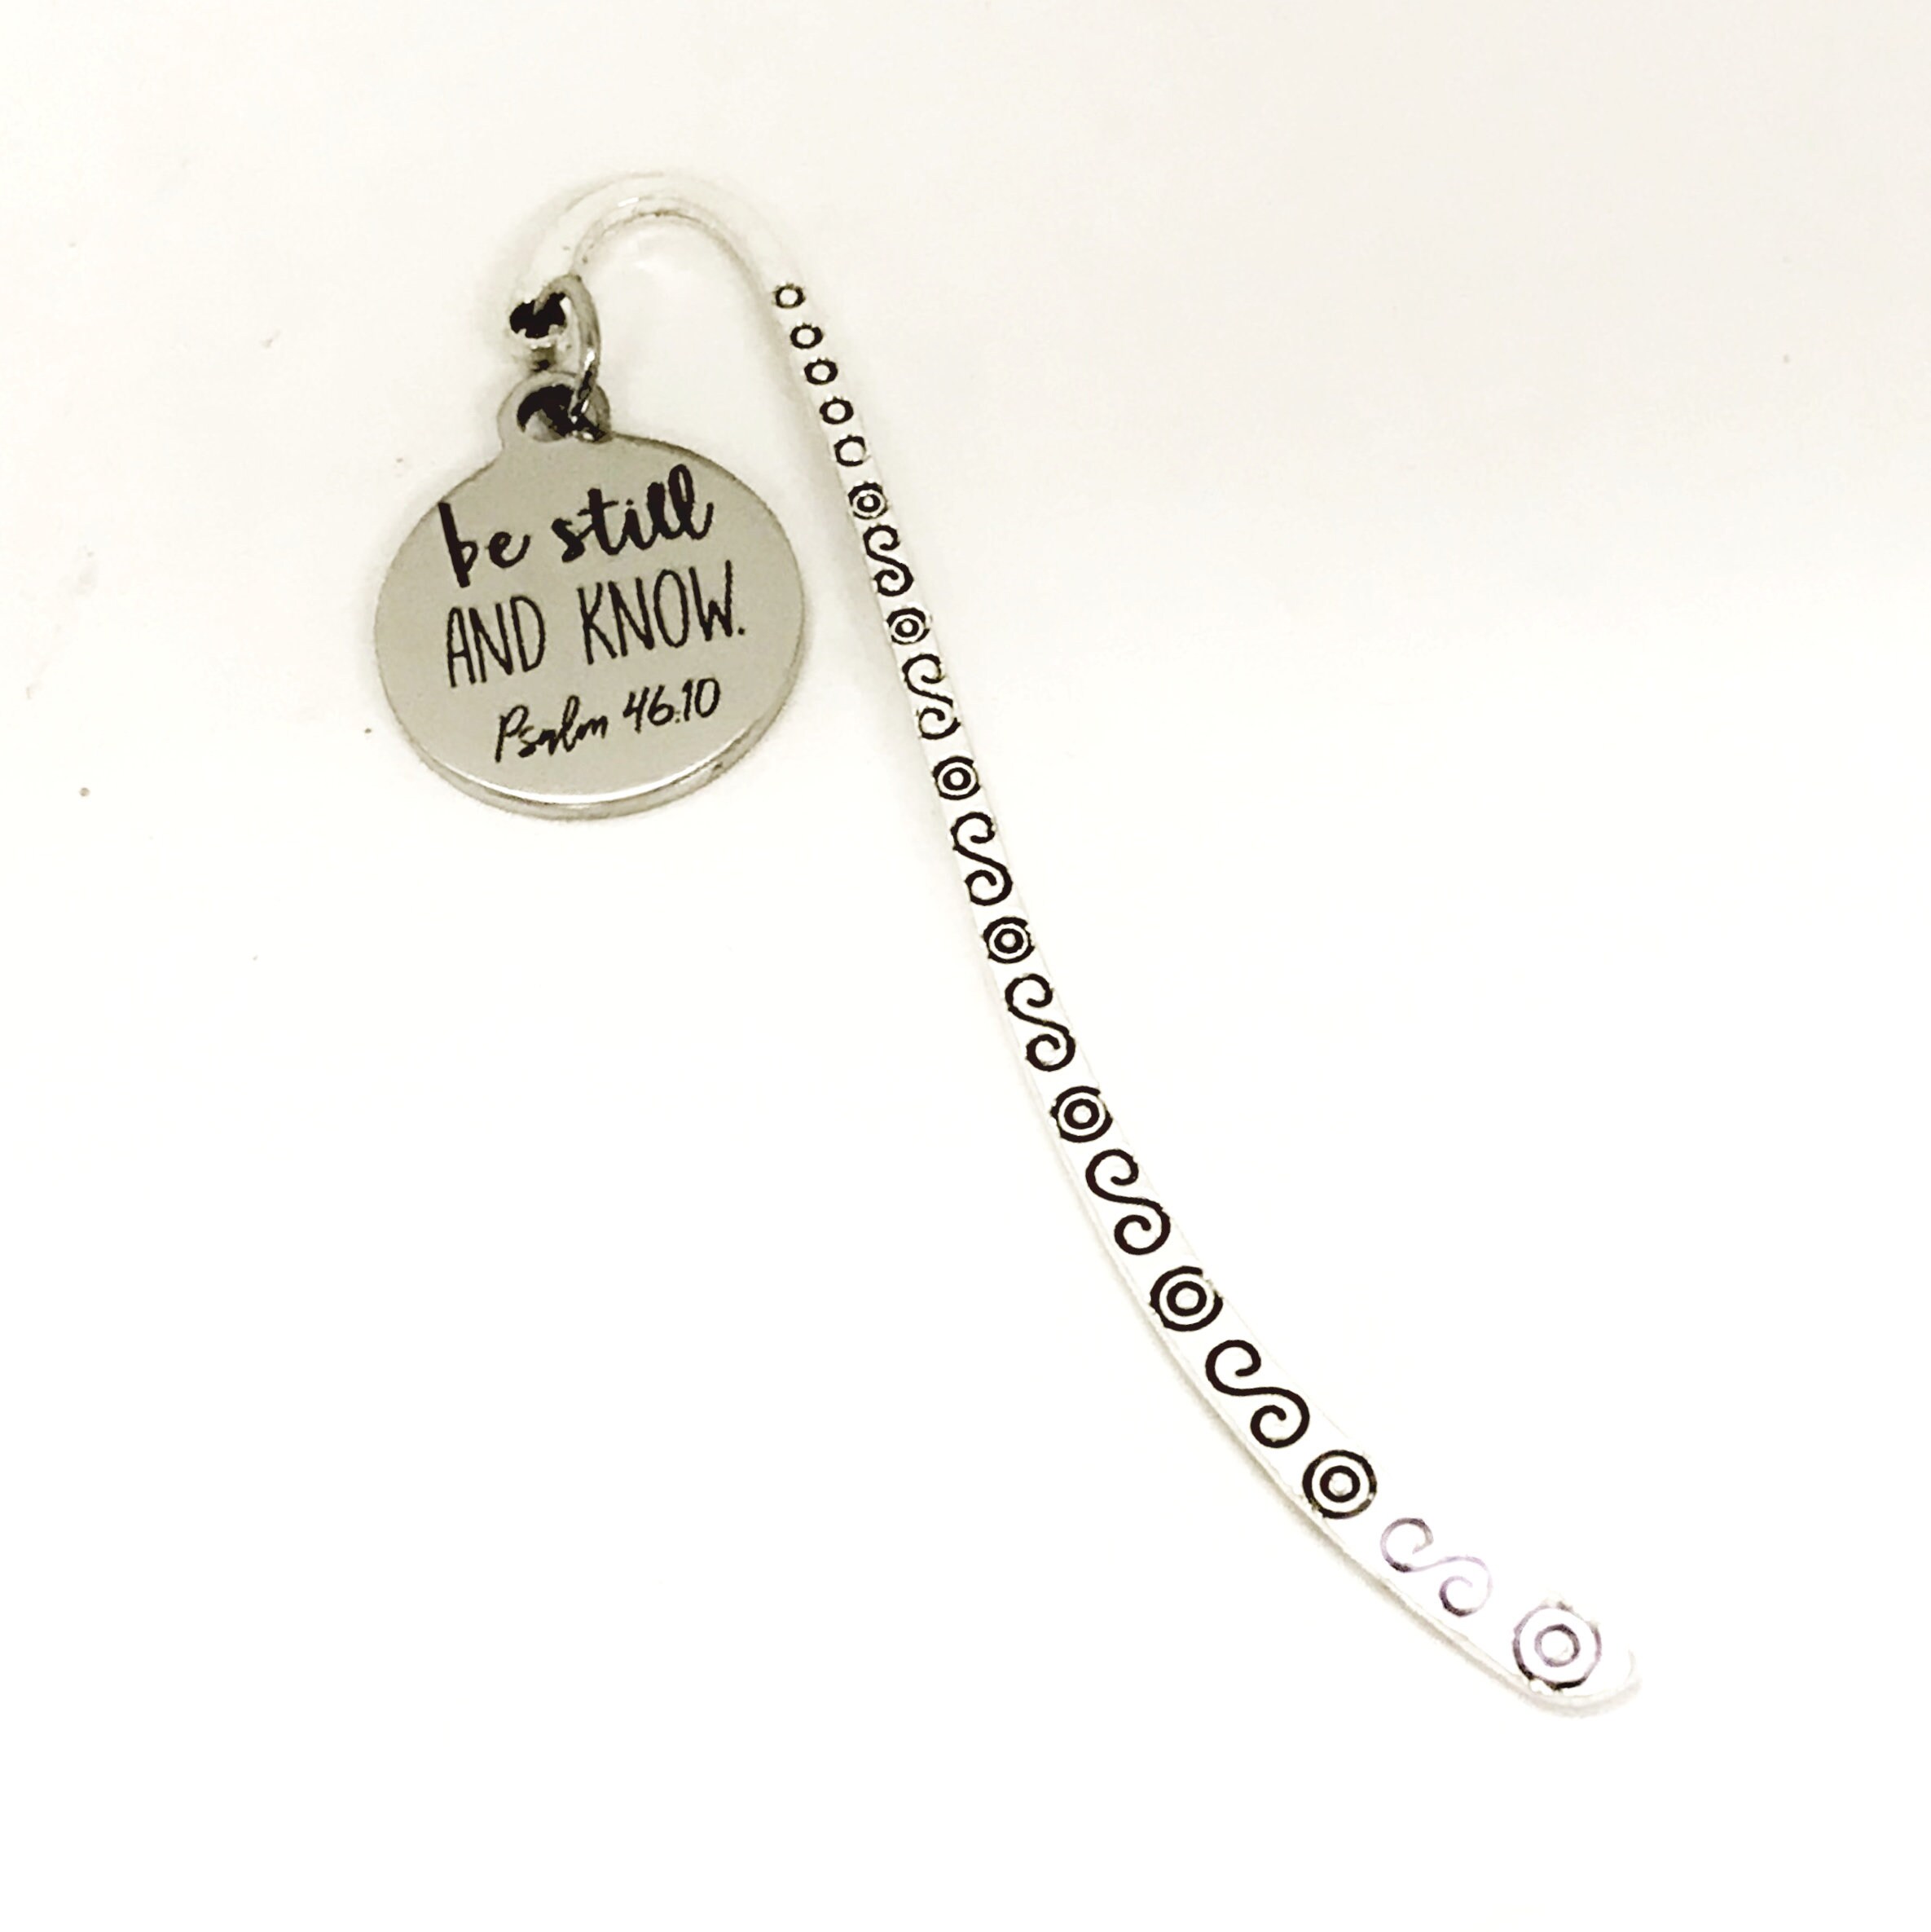 be still
AND KNOW.
Psalm 46:10